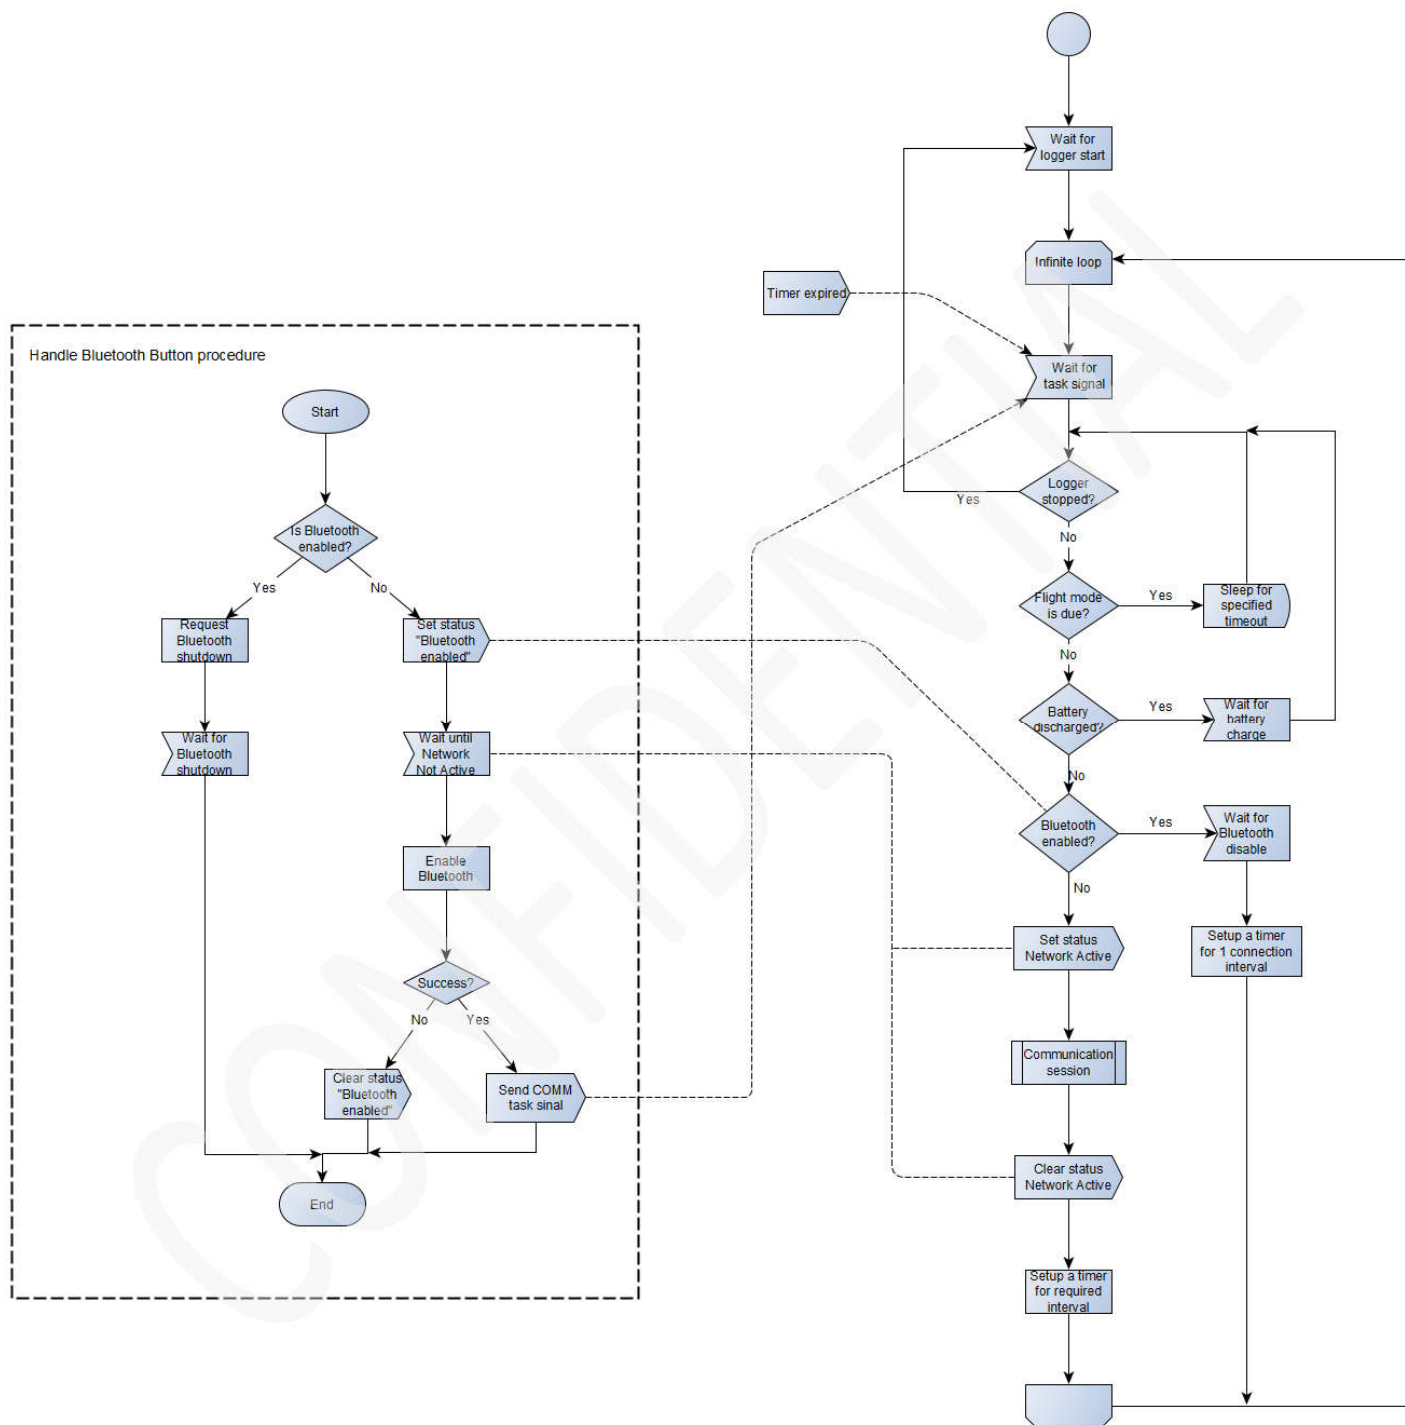 Wait for
logger start
Infinite loop
Timer expired
Wait for
task signal
Handle Bluetooth Button procedure
Start
Logger
stopped?
Yes
No
Is Bluetooth
enabled?
Yes
No
Flight mode
is due?
Yes
Sleep for
specified
timeout
No
Request
Bluetooth
shutdown
Set status
"Bluetooth
enabled"
Battery
discharged?
Yes
Wait for
battery
charge
No
Wait for
Bluetooth
shutdown
Wait until
Network
Not Active
Bluetooth
enabled?
Yes
Wait for
Bluetooth
disable
No
Enable
Bluetooth
Set status
Network Active
Setup a timer
for 1 connection
interval
Success?
No
Yes
Communication
session
Clear status
"Bluetooth
enabled"
Send COMM
task sinal
Clear status
Network Active
End
Setup a timer
for required
interval
CONFIDENTIAL